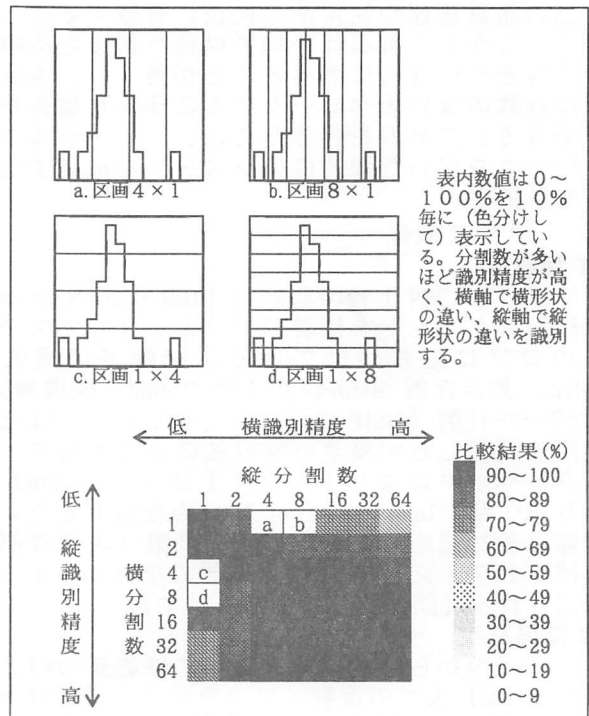 a. 区画4×1
b. 区画8×1
c. 区画1×4
d. 区画1×8
表内数値は0～
100％を10％
毎に（色分けし
て）表示してい
る。分割数が多い
ほど識別精度が高
く、横軸で横形状
の違い、縦軸で縦
形状の違いを識別
する。
低 横識別精度 高
縦分割数
1 2 4 8 16 32 64
低
縦識別精度
高
横分割数
1
2
4
8
16
32
64
a b
c
d
比較結果(%)
90～100
80～89
70～79
60～69
50～59
40～49
30～39
20～29
10～19
0～9